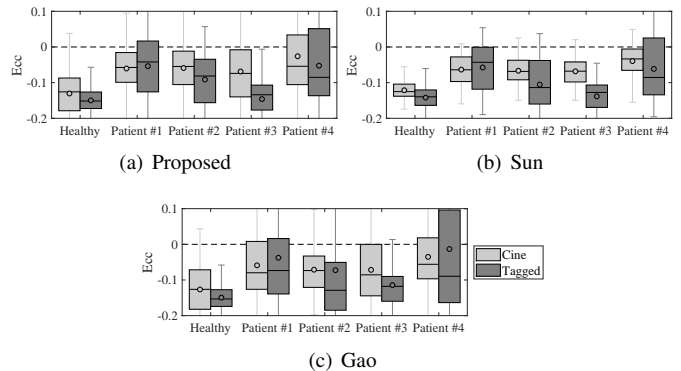 0.1
0
-0.1
-0.2
Ecc
Healthy Patient #1 Patient #2 Patient #3 Patient #4
(a) Proposed
0.1
0
-0.1
-0.2
Ecc
Healthy Patient #1 Patient #2 Patient #3 Patient #4
(b) Sun
0.1
0
-0.1
-0.2
Ecc
Healthy Patient #1 Patient #2 Patient #3 Patient #4
Cine
Tagged
(c) Gao